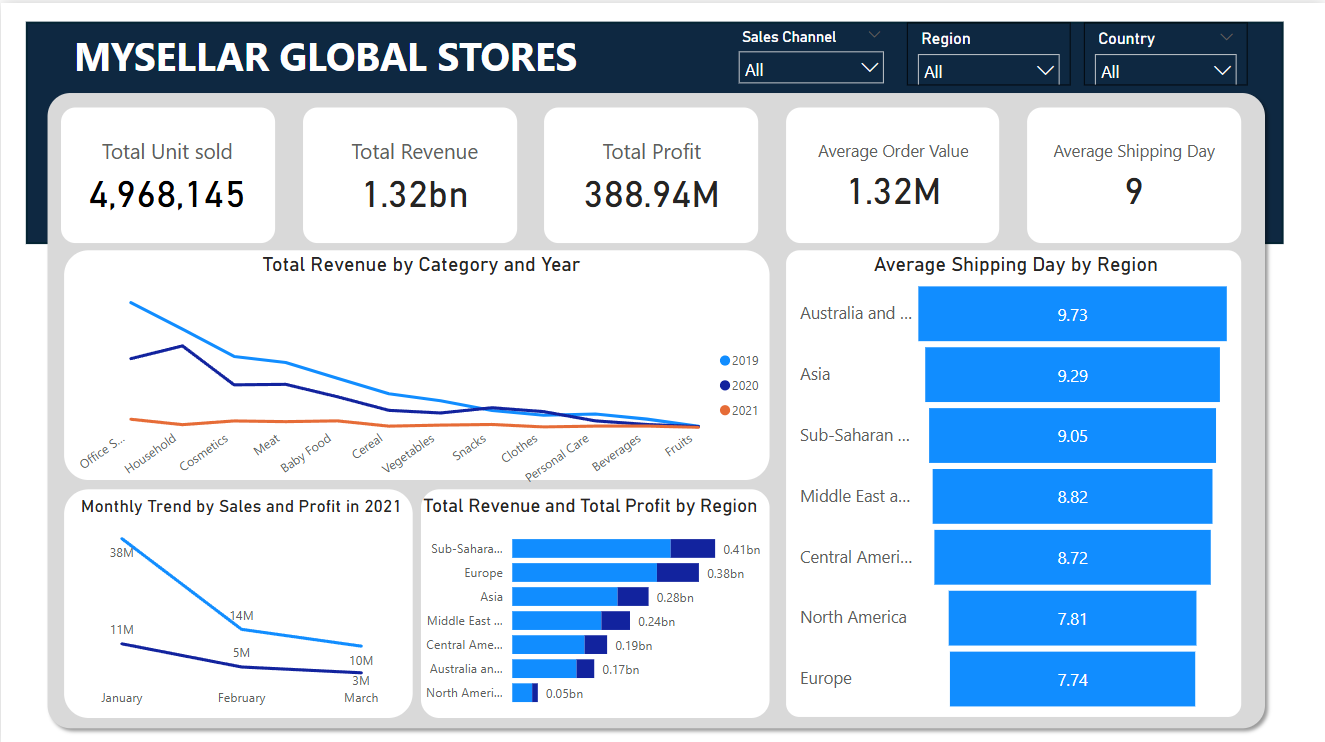 MYSELLAR GLOBAL STORES
Sales Channel
All
Region
All
Country
All
Total Unit sold
4,968,145
Total Revenue
1.32bn
Total Profit
388.94M
Average Order Value
1.32M
Average Shipping Day
9
Total Revenue by Category and Year
2019
2020
2021
Office S...
Household
Cosmetics
Meat
Baby Food
Cereal
Vegetables
Snacks
Clothes
Personal Care
Beverages
Fruits
Monthly Trend by Sales and Profit in 2021
38M
14M
10M
11M
5M
3M
January
February
March
Total Revenue and Total Profit by Region
Sub-Sahara... 0.41bn
Europe 0.38bn
Asia 0.28bn
Middle East ... 0.24bn
Central Ame... 0.19bn
Australia an... 0.17bn
North Ameri... 0.05bn
Average Shipping Day by Region
Australia and ... 9.73
Asia 9.29
Sub-Saharan ... 9.05
Middle East a... 8.82
Central Ameri... 8.72
North America 7.81
Europe 7.74